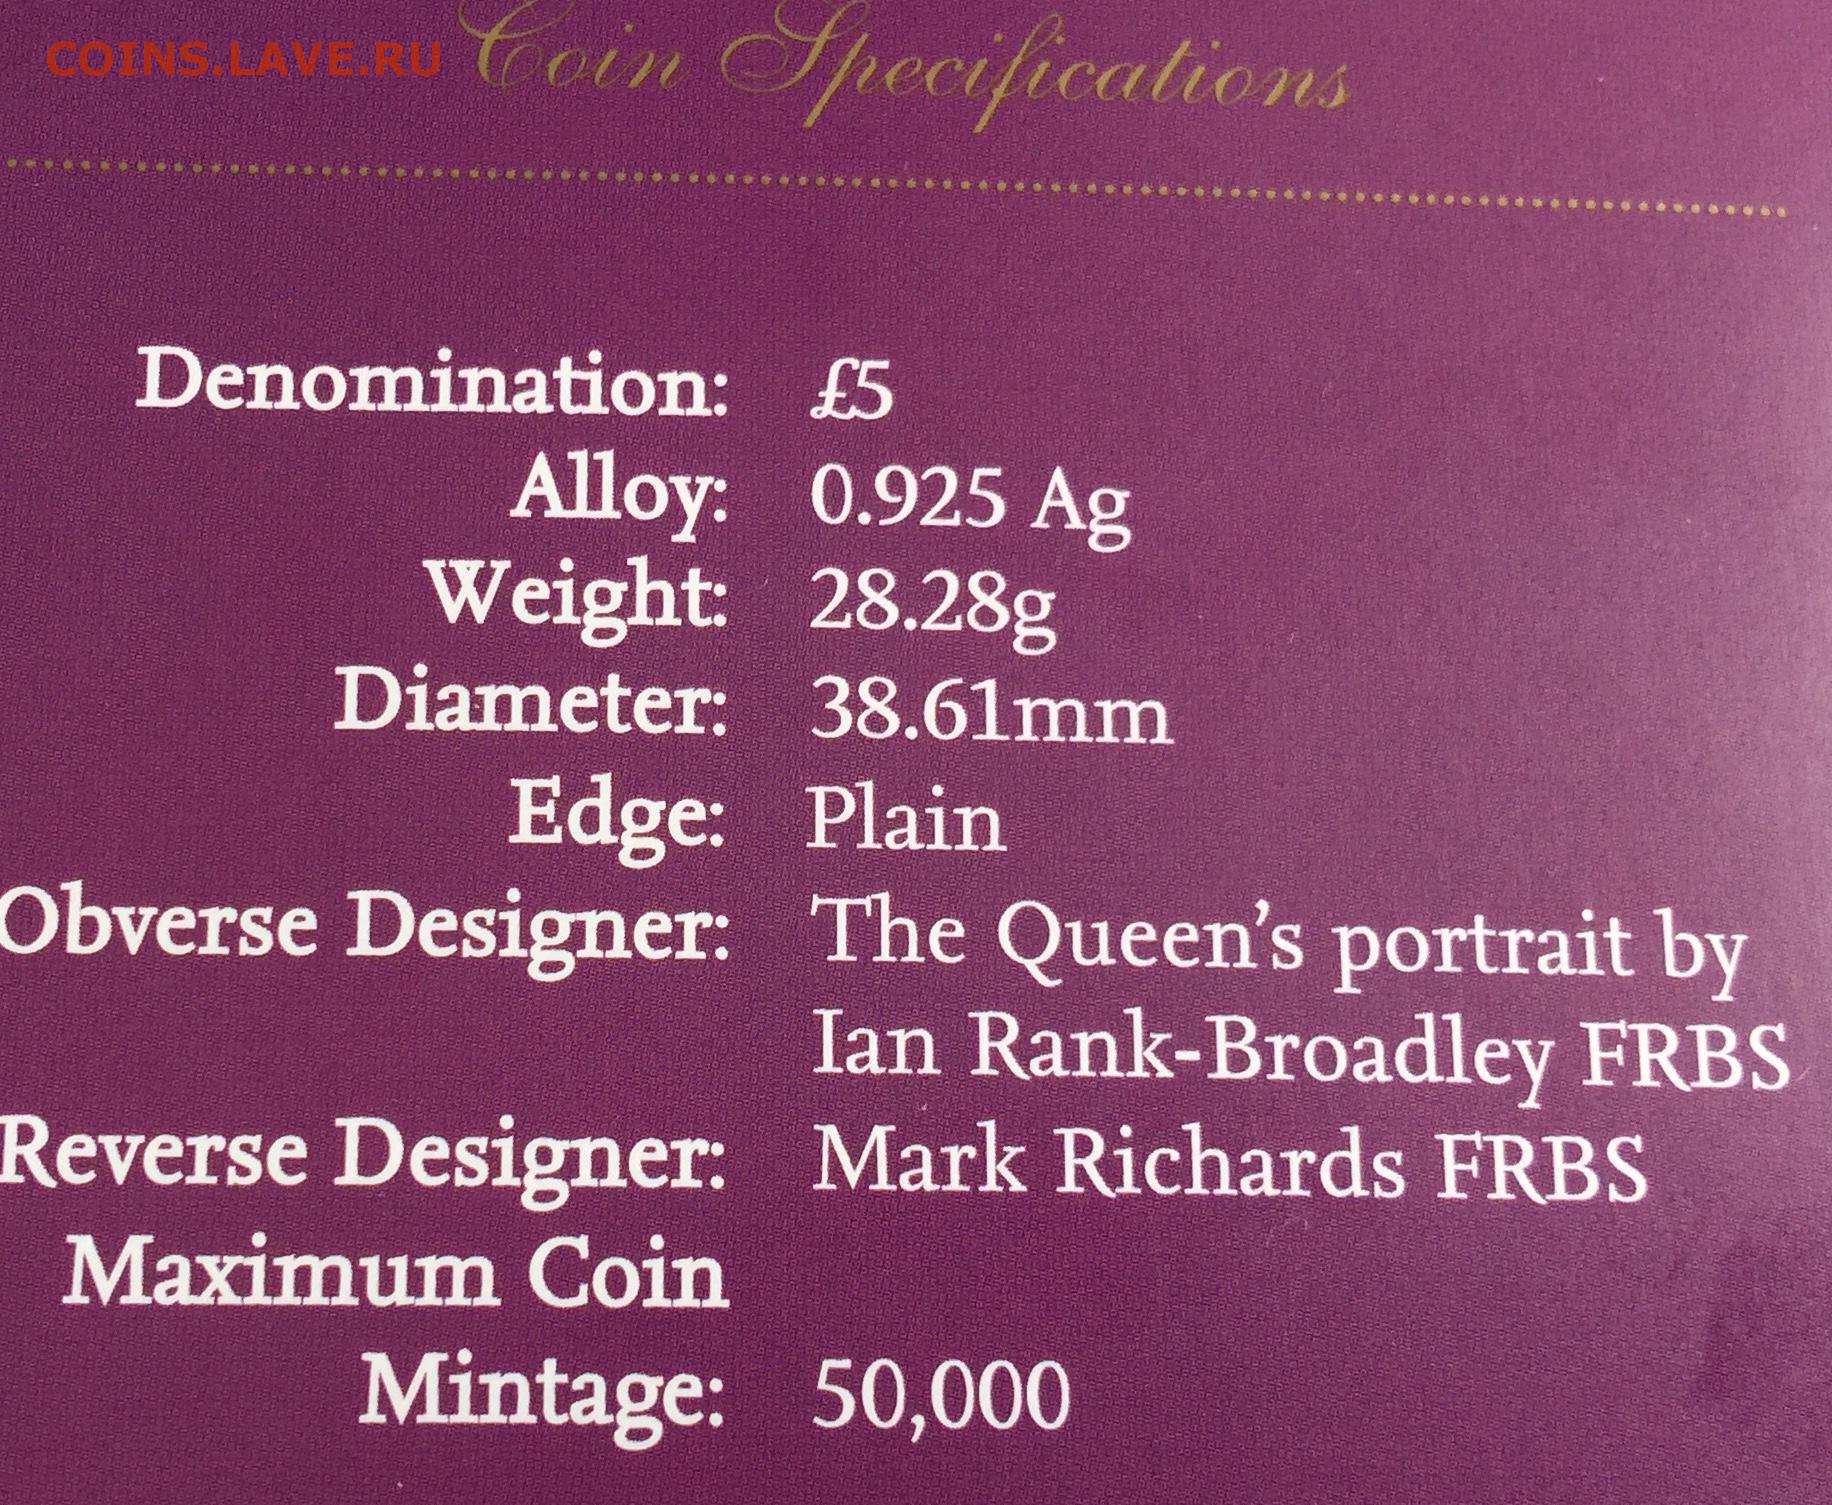 COINS.LAVE.RU
Coin Specifications
Denomination: £5
Alloy: 0.925 Ag
Weight: 28.28g
Diameter: 38.61mm
Edge: Plain
Obverse Designer: The Queen's portrait by
Ian Rank-Broadley FRBS
Reverse Designer: Mark Richards FRBS
Maximum Coin
Mintage: 50,000